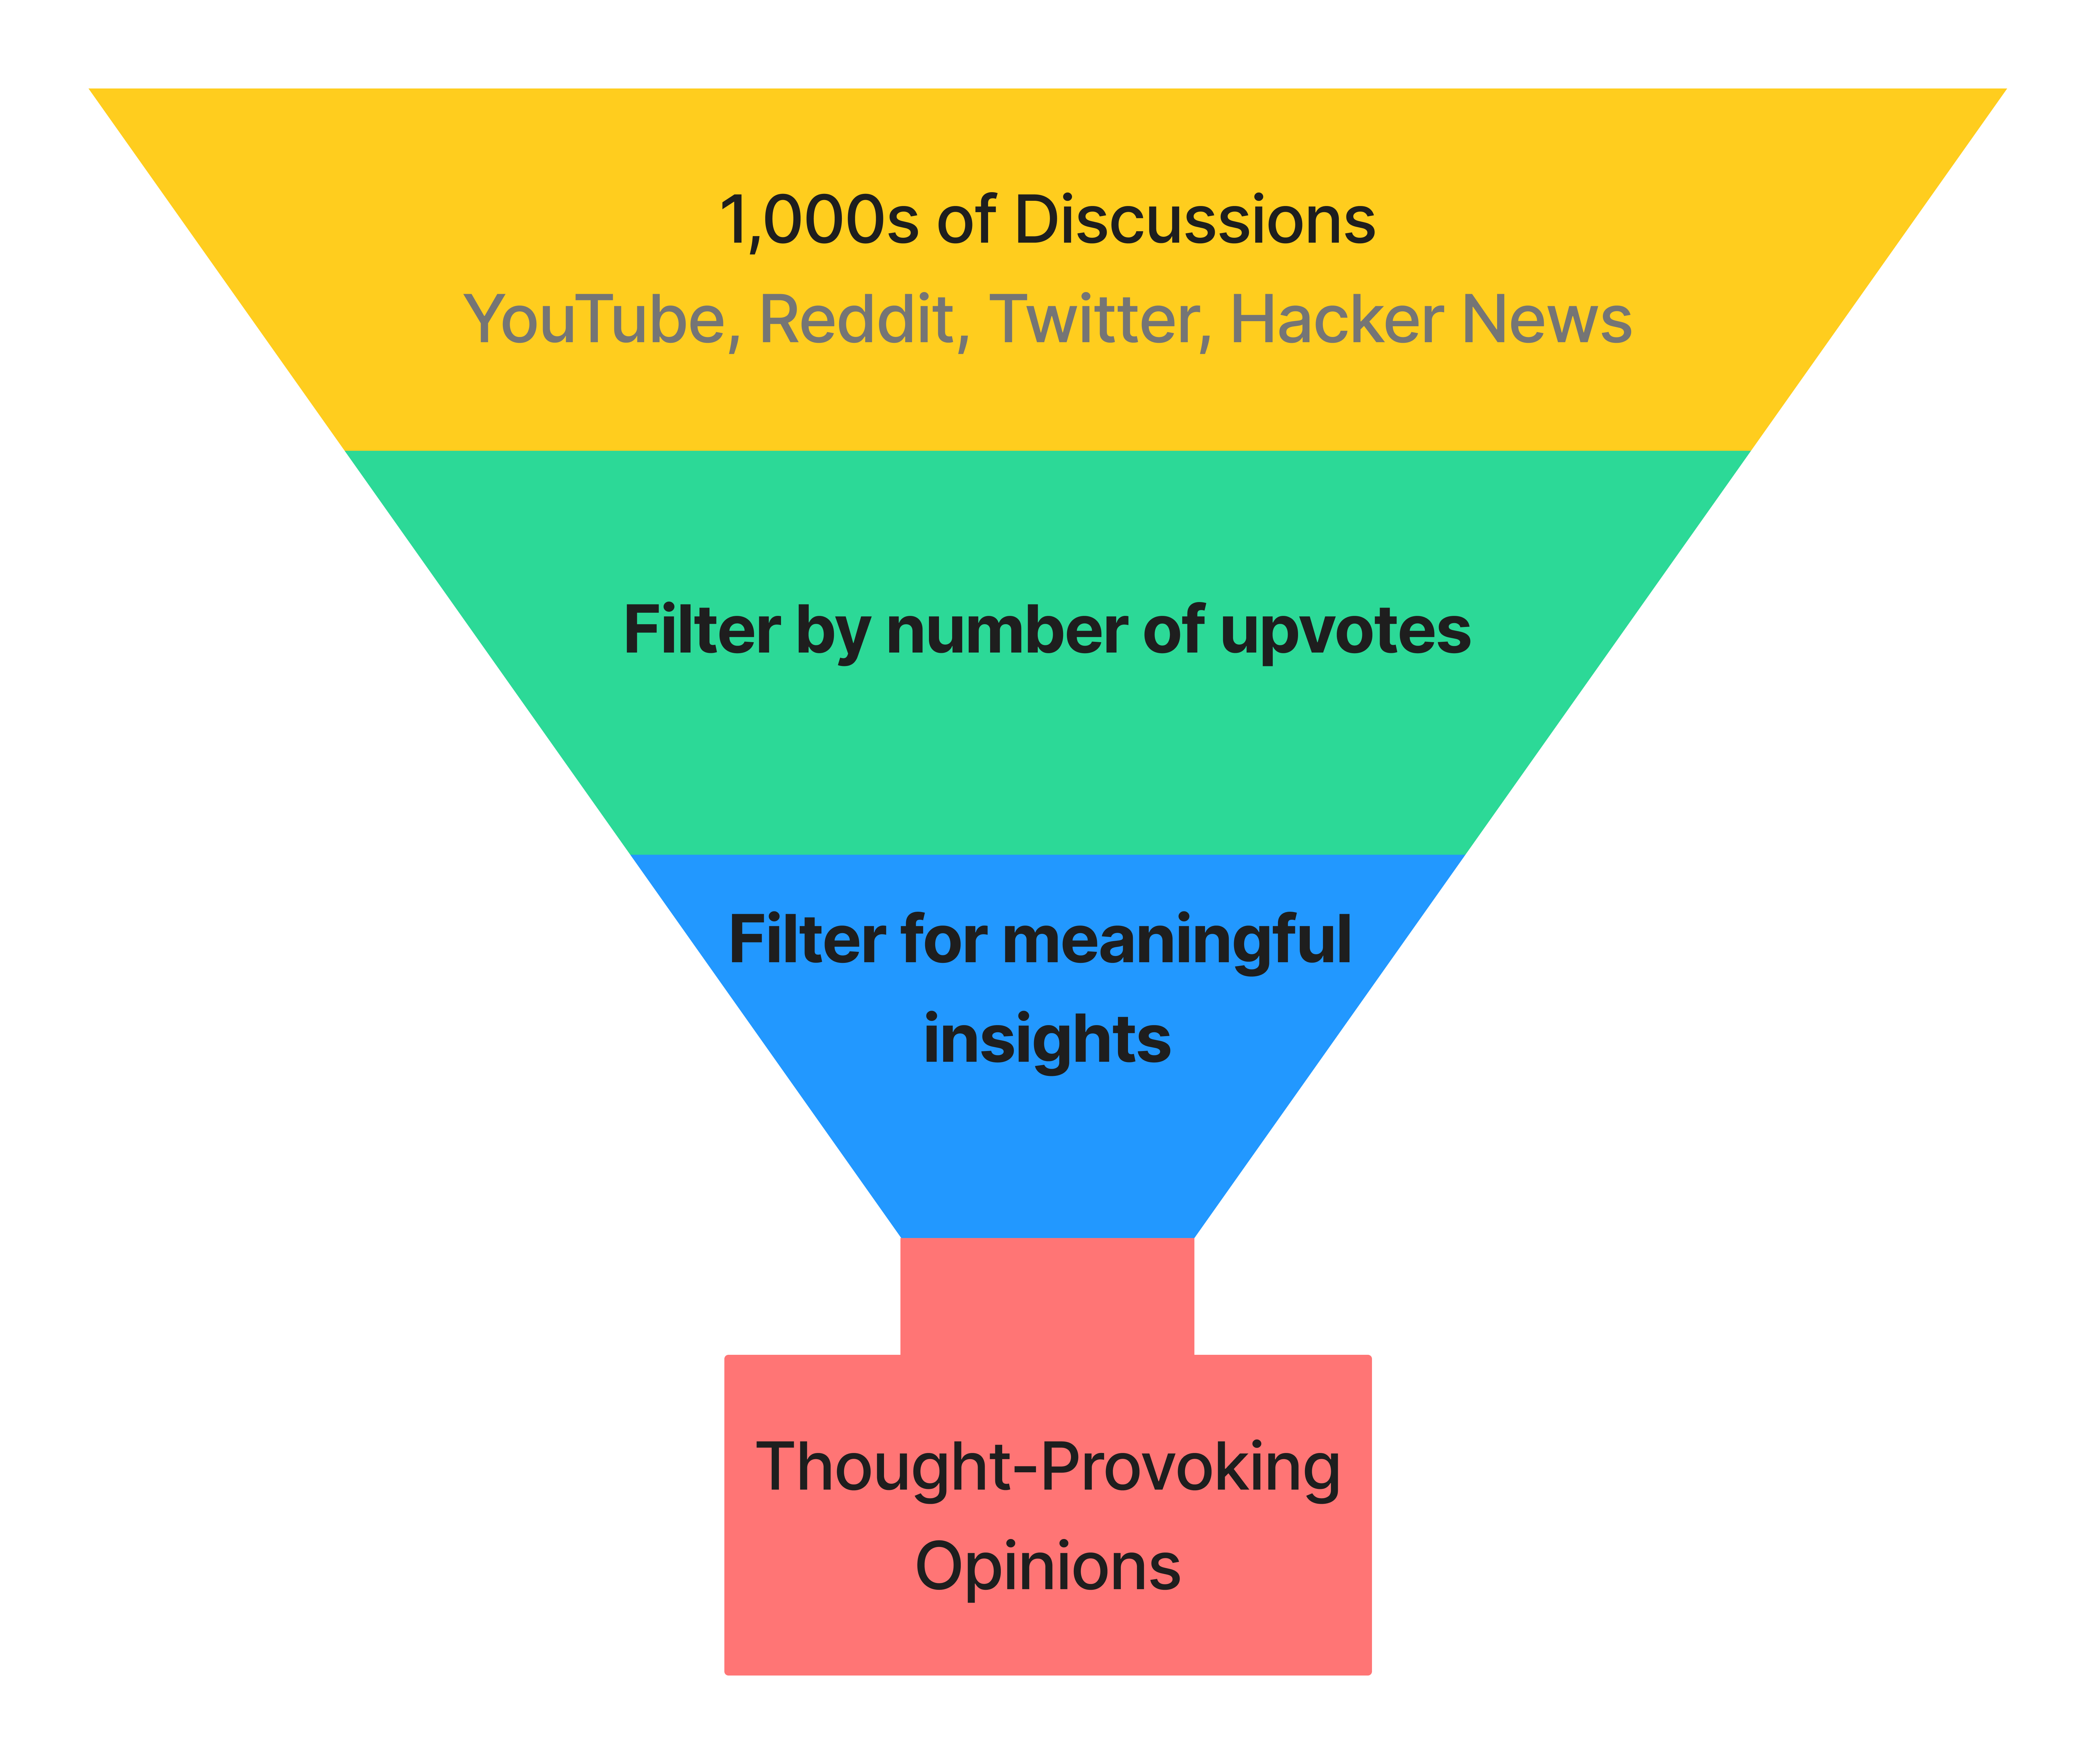 1,000s of Discussions
YouTube, Reddit, Twitter, Hacker News
Filter by number of upvotes
Filter for meaningful
insights
Thought-Provoking
Opinions